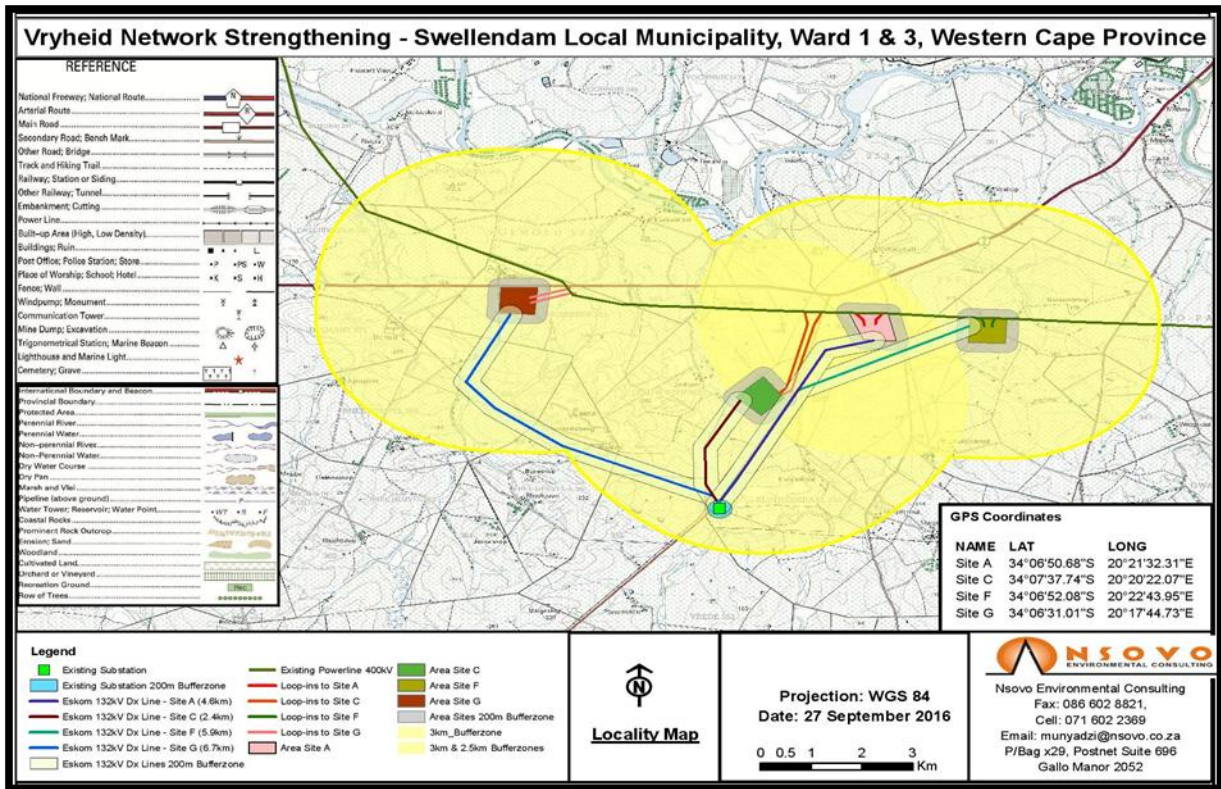 Vryheid Network Strengthening - Swellendam Local Municipality, Ward 1 & 3, Western Cape Province
REFERENCE
National Freeway; National Route
N
Arterial Route
R
Main Road
Secondary Road; Bench Mark
Other Road; Bridge
Track and Hiking Trail
Railway; Station or Siding
Other Railway; Tunnel
Embankment; Cutting
Power Line
Built-up Area (High, Low Density)
Buildings; Ruin
Post Office; Police Station; Store
•P •PS •W
Place of Worship; School; Hotel
•K •S •H
Fence; Wall
Windpump; Monument
Communication Tower
Mine Dump; Excavation
Trigonometrical Station; Marine Beacon
Lighthouse and Marine Light
Cemetery; Grave
International Boundary and Beacon
Provincial Boundary
Protected Area
Perennial River
Perennial Water
Non-perennial River
Non-Perennial Water
Dry Water Course
Dry Pan
Marsh and Vlei
Pipeline (above ground)
Water Tower; Reservoir; Water Point
Coastal Rocks
Prominent Rock Outcrop
Erosion; Sand
Woodland
Cultivated Land
Orchard or Vineyard
Recreation Ground
Row of Trees
GPS Coordinates
NAME LAT LONG
Site A 34°06'50.68"S 20°21'32.31"E
Site C 34°07'37.74"S 20°20'22.07"E
Site F 34°06'52.08"S 20°22'43.95"E
Site G 34°06'31.01"S 20°17'44.73"E
Legend
Existing Substation
Existing Substation 200m Bufferzone
Eskom 132kV Dx Line - Site A (4.6km)
Eskom 132kV Dx Line - Site C (2.4km)
Eskom 132kV Dx Line - Site F (5.9km)
Eskom 132kV Dx Line - Site G (6.7km)
Eskom 132kV Dx Lines 200m Bufferzone
Existing Powerline 400kV
Loop-ins to Site A
Loop-ins to Site C
Loop-ins to Site F
Loop-ins to Site G
Area Site A
Area Site C
Area Site F
Area Site G
Area Sites 200m Bufferzone
3km_Bufferzone
3km & 2.5km Bufferzones
N
Locality Map
Projection: WGS 84
Date: 27 September 2016
0 0.5 1 2 3
Km
NSOVO
ENVIRONMENTAL CONSULTING
Nsovo Environmental Consulting
Fax: 086 602 8821,
Cell: 071 602 2369
Email: munyadzi@nsovo.co.za
P/Bag x29, Postnet Suite 696
Gallo Manor 2052